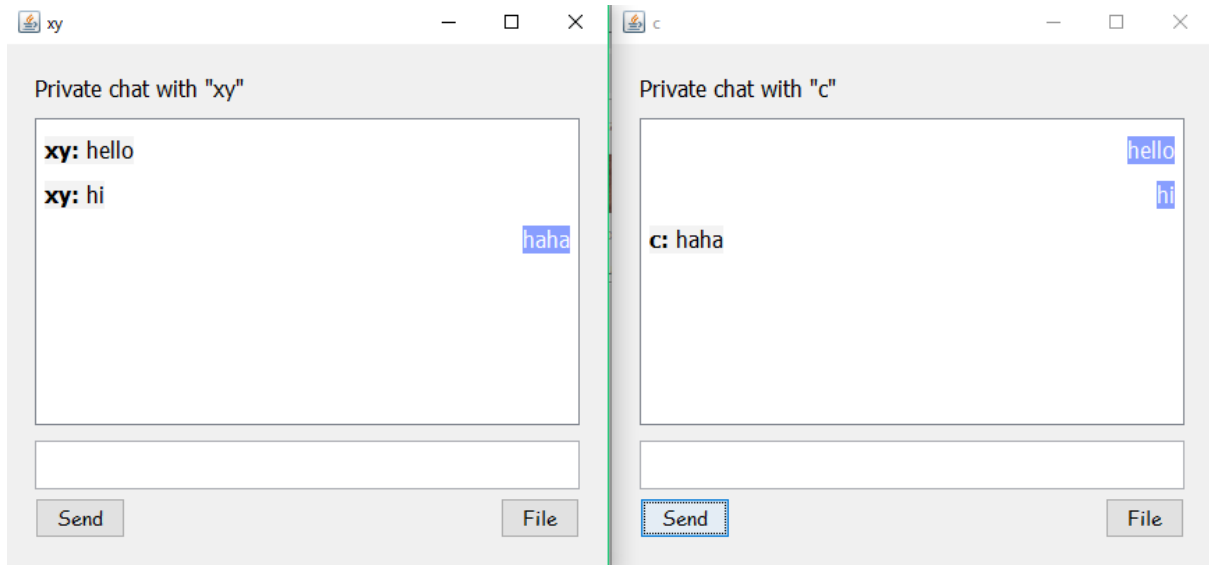 xy
Private chat with "xy"
xy: hello
xy: hi
haha
Send
File
c
Private chat with "c"
hello
hi
c: haha
Send
File